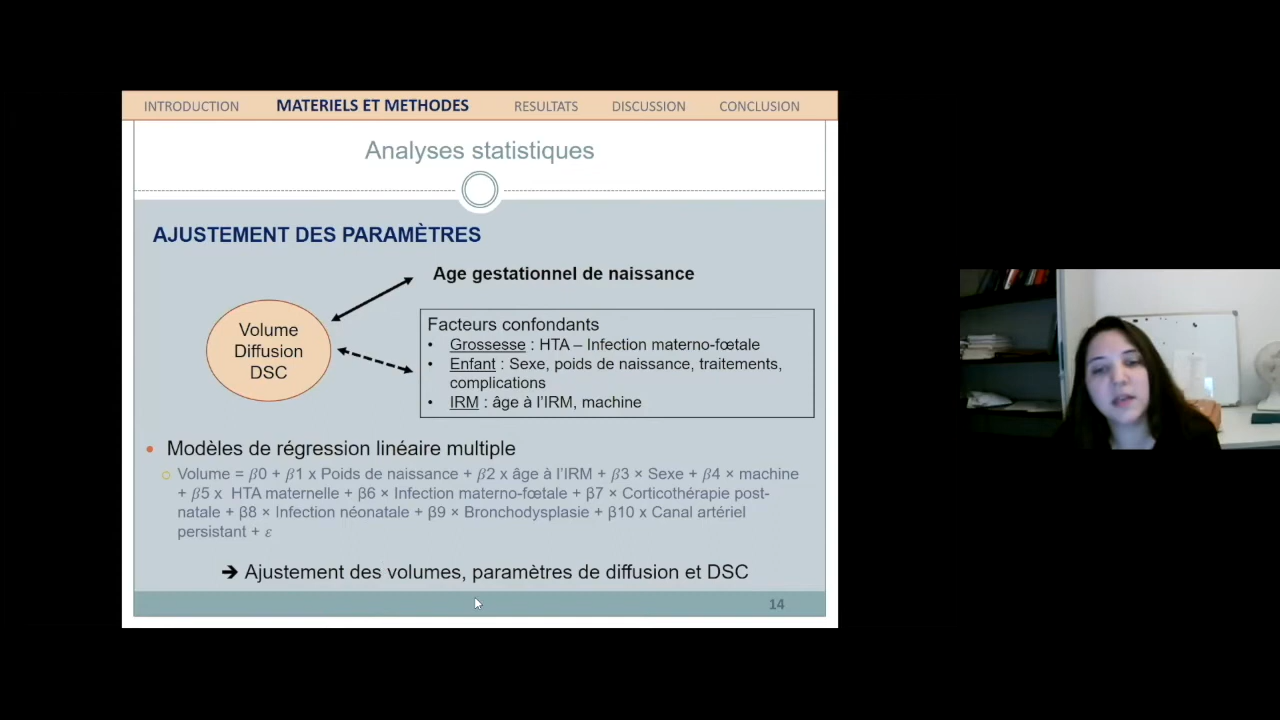 INTRODUCTION MATERIELS ET METHODES RESULTATS DISCUSSION CONCLUSION
Analyses statistiques
AJUSTEMENT DES PARAMÈTRES
Age gestationnel de naissance
Volume
Diffusion
DSC
Facteurs confondants
• Grossesse : HTA – Infection materno-fœtale
• Enfant : Sexe, poids de naissance, traitements,
complications
• IRM : âge à l'IRM, machine
• Modèles de régression linéaire multiple
Volume = β0 + β1 x Poids de naissance + β2 x âge à l'IRM + β3 × Sexe + β4 × machine
+ β5 x HTA maternelle + β6 × Infection materno-fœtale + β7 × Corticothérapie post-
natale + β8 × Infection néonatale + β9 × Bronchodysplasie + β10 x Canal artériel
persistant + ε
➔ Ajustement des volumes, paramètres de diffusion et DSC
14